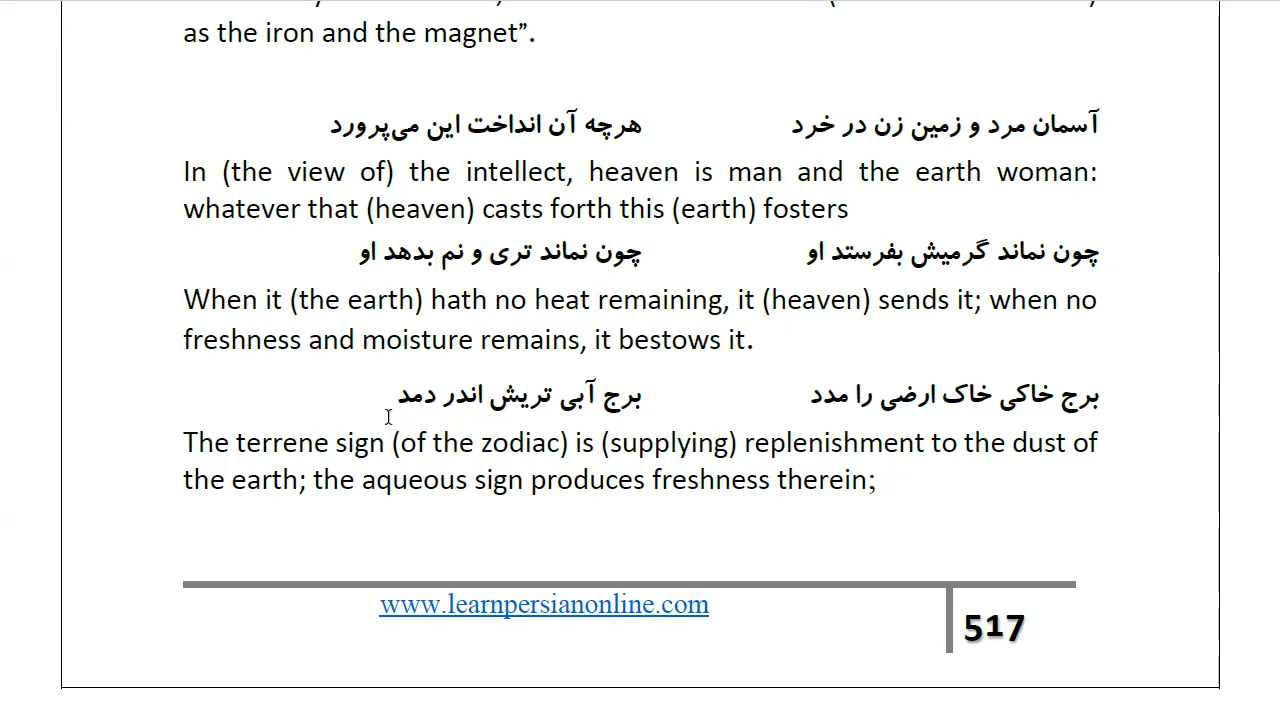 as the iron and the magnet”.
آسمان مرد و زمین زن در خرد هرچه آن انداخت این می‌پرورد
In (the view of) the intellect, heaven is man and the earth woman:
whatever that (heaven) casts forth this (earth) fosters
چون نماند گرمیش بفرستد او چون نماند تری و نم بدهد او
When it (the earth) hath no heat remaining, it (heaven) sends it; when no
freshness and moisture remains, it bestows it.
برج خاکی خاک ارضی را مدد برج آبی تریش اندر دمد
The terrene sign (of the zodiac) is (supplying) replenishment to the dust of
the earth; the aqueous sign produces freshness therein;
www.learnpersianonline.com
517